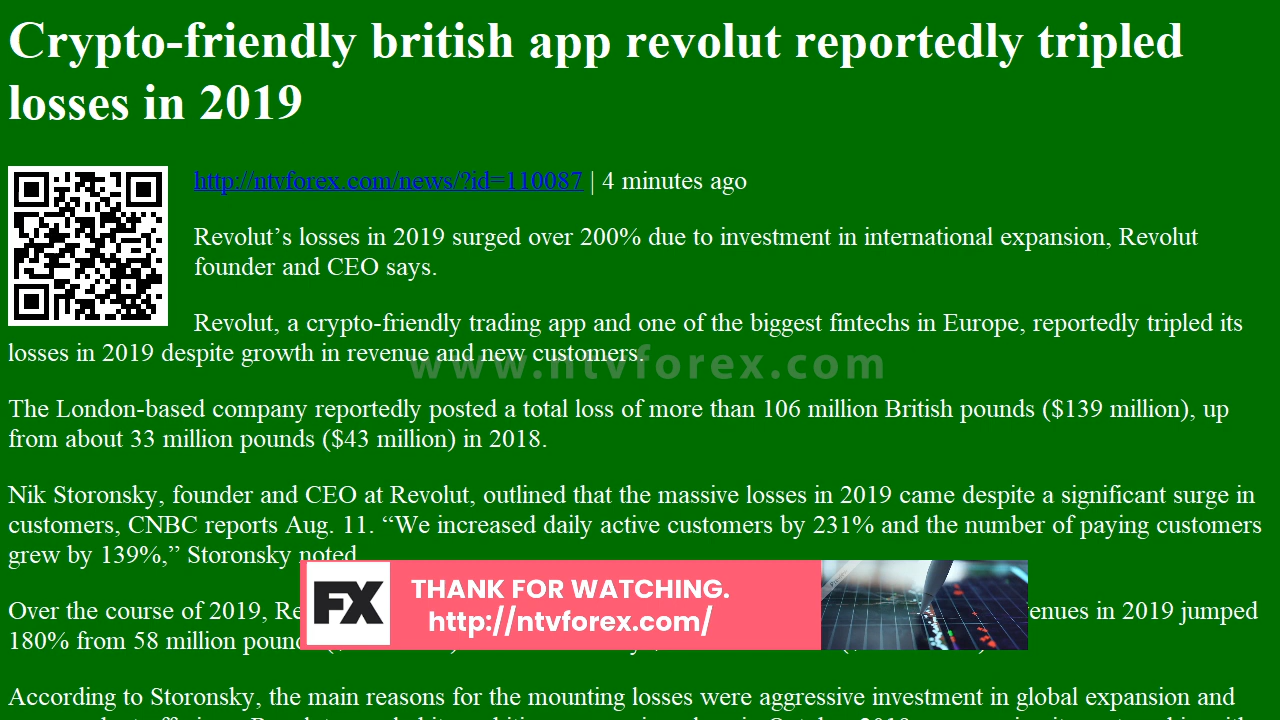 Crypto-friendly british app revolut reportedly tripled
losses in 2019
http://ntvforex.com/news/?id=110087 | 4 minutes ago
Revolut’s losses in 2019 surged over 200% due to investment in international expansion, Revolut
founder and CEO says.
Revolut, a crypto-friendly trading app and one of the biggest fintechs in Europe, reportedly tripled its
losses in 2019 despite growth in revenue and new customers.
www.ntvforex.com
The London-based company reportedly posted a total loss of more than 106 million British pounds ($139 million), up
from about 33 million pounds ($43 million) in 2018.
Nik Storonsky, founder and CEO at Revolut, outlined that the massive losses in 2019 came despite a significant surge in
customers, CNBC reports Aug. 11. “We increased daily active customers by 231% and the number of paying customers
grew by 139%,” Storonsky noted.
FX
THANK FOR WATCHING.
http://ntvforex.com/
Over the course of 2019, in 2019 jumped
180% from 58 million
According to Storonsky, the main reasons for the mounting losses were aggressive investment in global expansion and